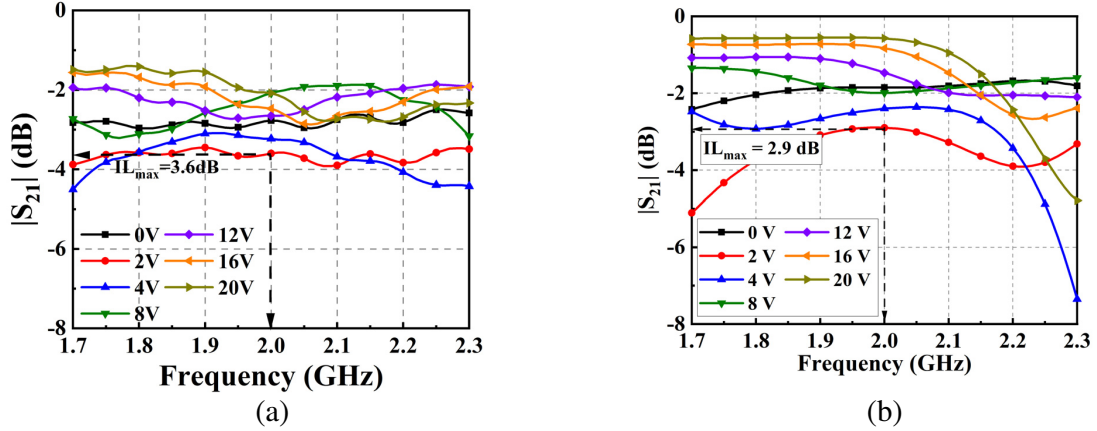 0
-2
-4
-6
-8
|S21| (dB)
ILmax=3.6dB
0V
2V
4V
8V
12V
16V
20V
1.7 1.8 1.9 2.0 2.1 2.2 2.3
Frequency (GHz)
(a)
0
-2
-4
-6
-8
|S21| (dB)
ILmax = 2.9 dB
0 V
2 V
4 V
8 V
12 V
16 V
20 V
1.7 1.8 1.9 2.0 2.1 2.2 2.3
Frequency (GHz)
(b)